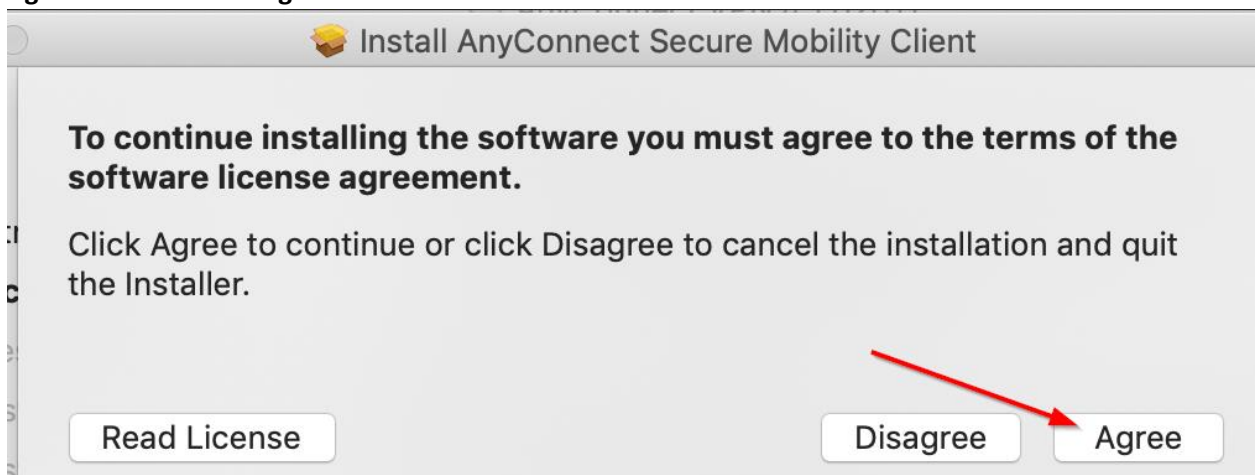 Install AnyConnect Secure Mobility Client
To continue installing the software you must agree to the terms of the
software license agreement.
Click Agree to continue or click Disagree to cancel the installation and quit
the Installer.
Read License
Disagree Agree